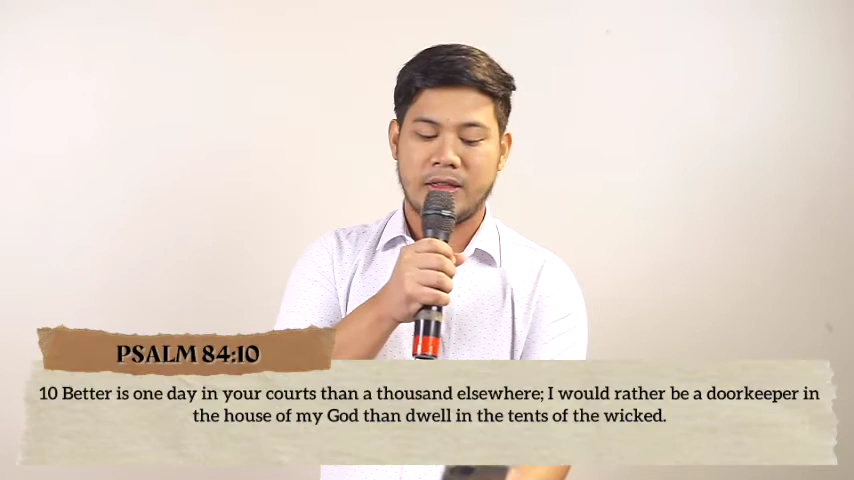 PSALM 84:10
10 Better is one day in your courts than a thousand elsewhere; I would rather be a doorkeeper in
the house of my God than dwell in the tents of the wicked.